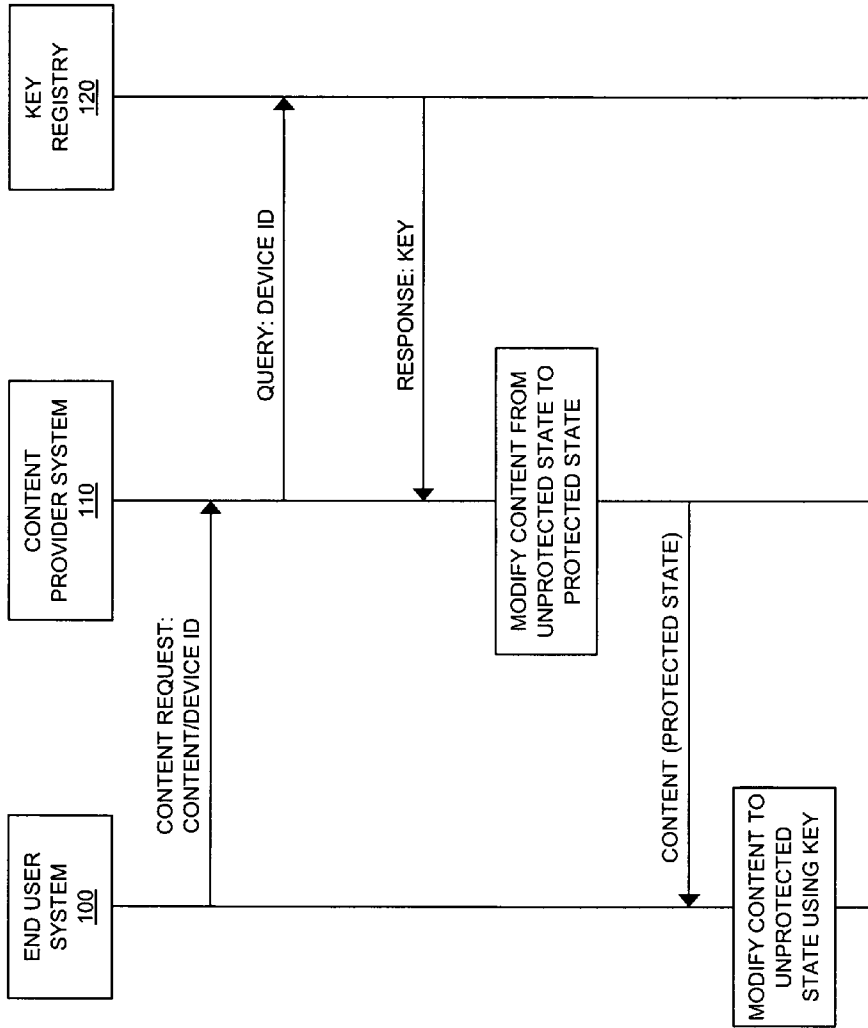 END USER
SYSTEM
100
CONTENT
PROVIDER SYSTEM
110
KEY
REGISTRY
120
CONTENT REQUEST:
CONTENT/DEVICE ID
QUERY: DEVICE ID
RESPONSE: KEY
MODIFY CONTENT FROM
UNPROTECTED STATE TO
PROTECTED STATE
CONTENT (PROTECTED STATE)
MODIFY CONTENT TO
UNPROTECTED
STATE USING KEY